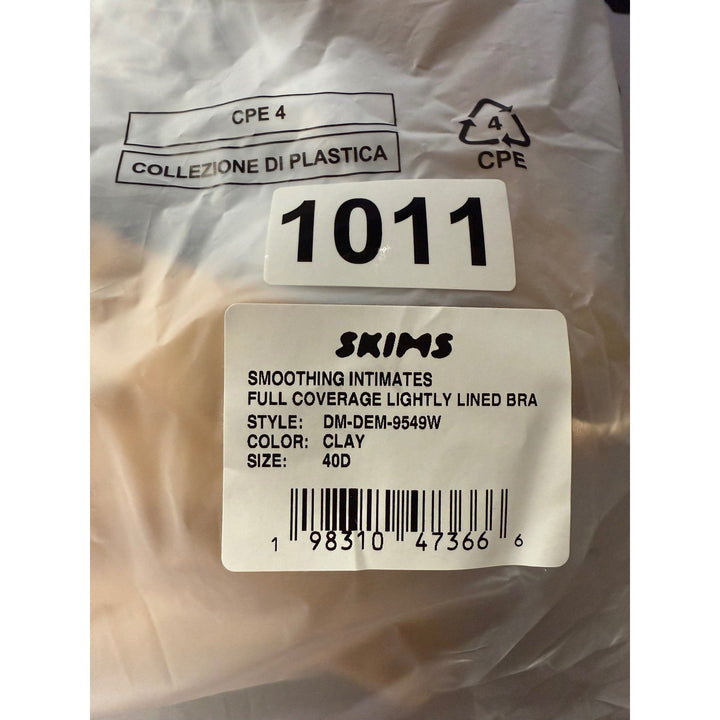 CPE 4
COLLEZIONE DI PLASTICA
4
CPE
1011
SKIMS
SMOOTHING INTIMATES
FULL COVERAGE LIGHTLY LINED BRA
STYLE: DM-DEM-9549W
COLOR: CLAY
SIZE: 40D
1 98310 47366 6